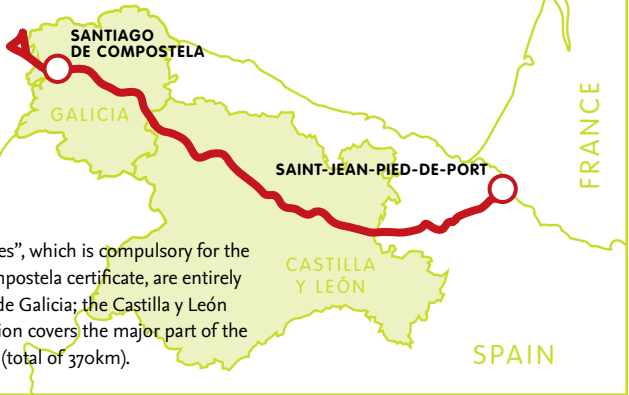 SANTIAGO
DE COMPOSTELA
GALICIA
FRANCE
SAINT-JEAN-PIED-DE-PORT
CASTILLA
Y LEÓN
es”, which is compulsory for the
mpostela certificate, are entirely
de Galicia; the Castilla y León
ion covers the major part of the
(total of 370km).
SPAIN